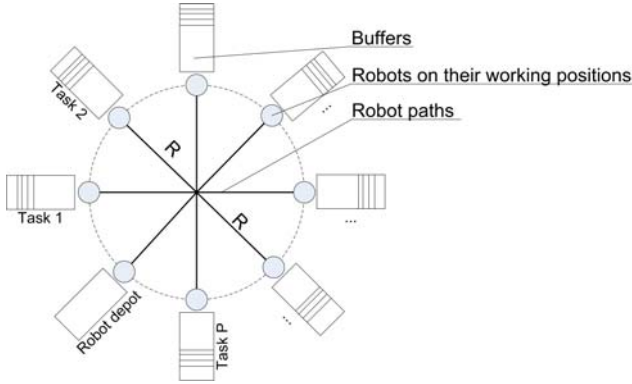 Buffers
Robots on their working positions
Robot paths
Task 2
...
R
Task 1
...
R
Robot depot
...
Task P